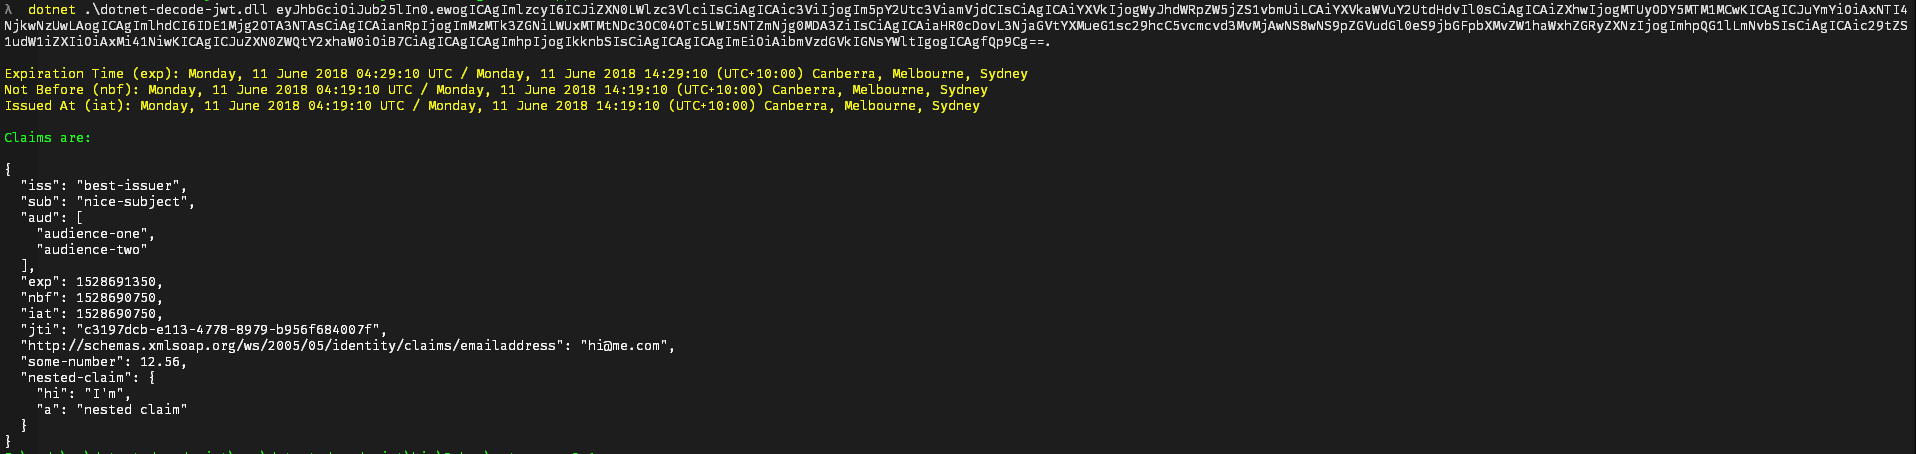 λ  dotnet .\dotnet-decode-jwt.dll eyJhbGciOiJub25lIn0.ewogICAgImlzcyI6ICJiZXN0LWlzc3VlciIsCiAgICAic3ViIjogIm5pY2Utc3ViamVjdCIsCiAgICAiYXVkIjogWyJhdWRpZW5jZS1vbmUiLCAiYXVkaWVuY2UtdHdvIl0sCiAgICAiZXhwIjogMTUyODY5MTM1MCwKICAgICJuYmYiOiAxNTI4
NjkwNzUwLAogICAgImlhdCI6IDE1Mjg2OTA3NTAsCiAgICAianRpIjogImMzMTk3ZGNiLWUxMTMtNDc3OC04OTc5LWI5NTZmNjg0MDA3ZiIsCiAgICAiaHR0cDovL3NjaGVtYXMueG1sc29hcC5vcmcvd3MvMjAwNS8wNS9pZGVudGl0eS9jbGFpbXMvZW1haWxhZGRyZXNzIjogImhpQG1lLmNvbSIsCiAgICAic29tZS
1udW1iZXIiOiAxMi41NiwKICAgICJuZXN0ZWQtY2xhaW0iOiB7CiAgICAgICAgImhpIjogIkknbSIsCiAgICAgICAgImEiOiAibmVzdGVkIGNsYWltIgogICAgfQp9Cg==.
Expiration Time (exp): Monday, 11 June 2018 04:29:10 UTC / Monday, 11 June 2018 14:29:10 (UTC+10:00) Canberra, Melbourne, Sydney
Not Before (nbf): Monday, 11 June 2018 04:19:10 UTC / Monday, 11 June 2018 14:19:10 (UTC+10:00) Canberra, Melbourne, Sydney
Issued At (iat): Monday, 11 June 2018 04:19:10 UTC / Monday, 11 June 2018 14:19:10 (UTC+10:00) Canberra, Melbourne, Sydney
Claims are:
{
  "iss": "best-issuer",
  "sub": "nice-subject",
  "aud": [
    "audience-one",
    "audience-two"
  ],
  "exp": 1528691350,
  "nbf": 1528690750,
  "iat": 1528690750,
  "jti": "c3197dcb-e113-4778-8979-b956f684007f",
  "http://schemas.xmlsoap.org/ws/2005/05/identity/claims/emailaddress": "hi@me.com",
  "some-number": 12.56,
  "nested-claim": {
    "hi": "I'm",
    "a": "nested claim"
  }
}